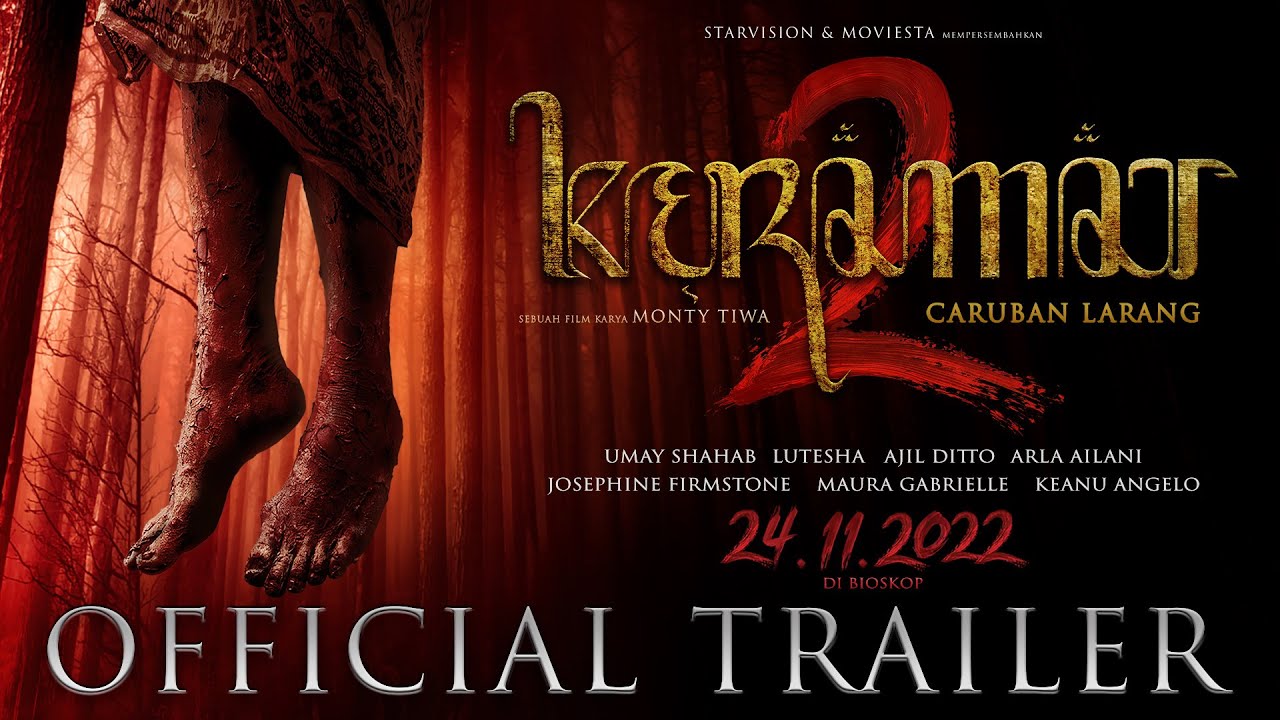 STARVISION & MOVIESTA MEMPERSEMBAHKAN
KERAMAT 2
SEBUAH FILM KARYA MONTY TIWA
CARUBAN LARANG
UMAY SHAHAB LUTESHA AJIL DITTO ARLA AILANI
JOSEPHINE FIRMSTONE MAURA GABRIELLE KEANU ANGELO
24.11.2022
DI BIOSKOP
OFFICIAL TRAILER